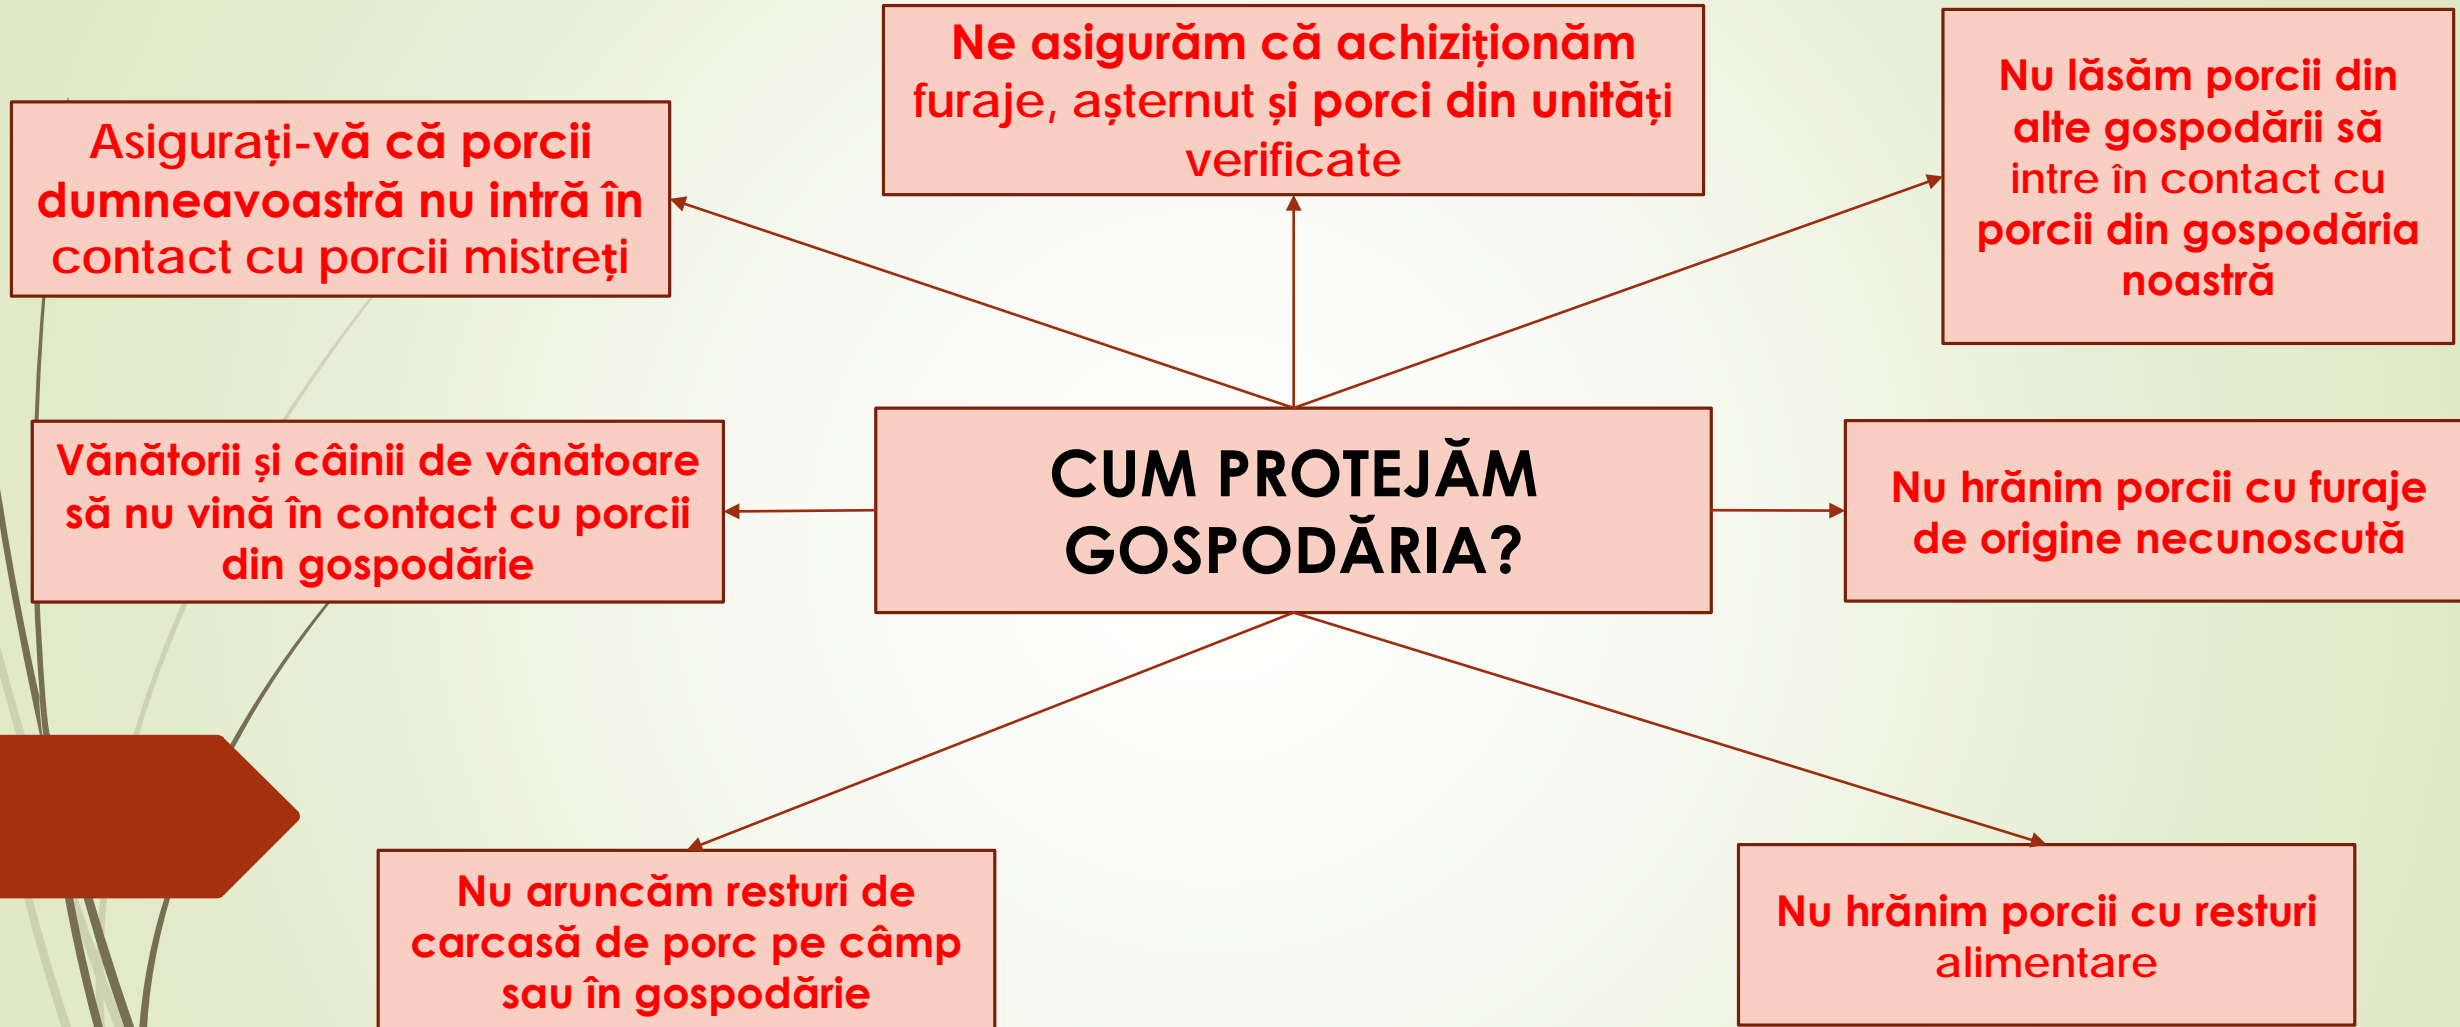 Ne asigurăm că achiziționăm
furaje, așternut și porci din unități
verificate
Nu lăsăm porcii din
alte gospodării să
intre în contact cu
porcii din gospodăria
noastră
Asigurați-vă că porcii
dumneavoastră nu intră în
contact cu porcii mistreți
CUM PROTEJĂM
GOSPODĂRIA?
Vănătorii și câinii de vânătoare
să nu vină în contact cu porcii
din gospodărie
Nu hrănim porcii cu furaje
de origine necunoscută
Nu aruncăm resturi de
carcasă de porc pe câmp
sau în gospodărie
Nu hrănim porcii cu resturi
alimentare